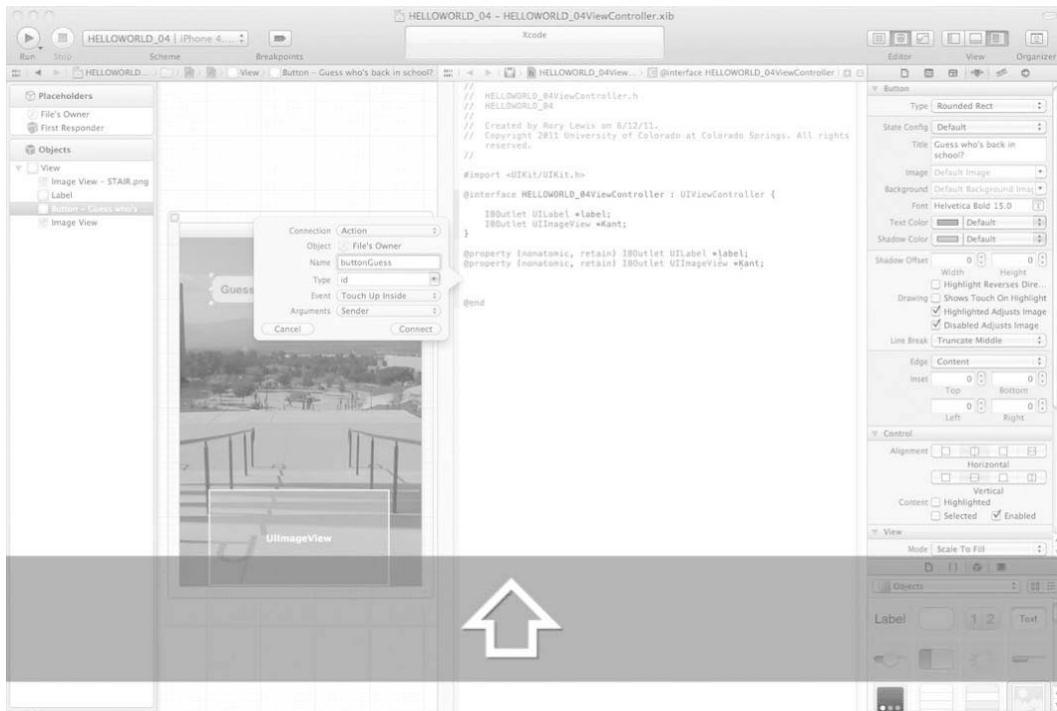 HELLOWORLD_04 - HELLOWORLD_04ViewController.xib
HELLOWORLD_04 | iPhone 4....
Xcode
Run Stop Scheme Breakpoints Editor View Organizer
HELLOWORLD... View Button - Guess who's back in school?
HELLOWORLD_04View... @interface HELLOWORLD_04ViewController
Placeholders
File's Owner
First Responder
Objects
View
Image View - STAIR.png
Label
Button - Guess who's
Image View
Guess
Connection Action
Object File's Owner
Name buttonGuess
Type id
Event Touch Up Inside
Arguments Sender
Cancel Connect
UIImageView
//
// HELLOWORLD_04ViewController.h
// HELLOWORLD_04
//
// Created by Rory Lewis on 6/12/11.
// Copyright 2011 University of Colorado at Colorado Springs. All rights
reserved.
//
#import <UIKit/UIKit.h>
@interface HELLOWORLD_04ViewController : UIViewController {
IBOutlet UILabel *label;
IBOutlet UIImageView *Kant;
}
@property (nonatomic, retain) IBOutlet UILabel *label;
@property (nonatomic, retain) IBOutlet UIImageView *Kant;
@end
Button
Type Rounded Rect
State Config Default
Title Guess who's back in
school?
Image Default Image
Background Default Background Imag
Font Helvetica Bold 15.0
Text Color Default
Shadow Color Default
Shadow Offset 0 0
Width Height
Highlight Reverses Dire...
Drawing Shows Touch On Highlight
Highlighted Adjusts Image
Disabled Adjusts Image
Line Break Truncate Middle
Edge Content
Inset 0 0
Top Bottom
0 0
Left Right
Control
Alignment
Horizontal
Vertical
Content Highlighted
Selected Enabled
View
Mode Scale To Fill
Objects
Label 1 2 Text